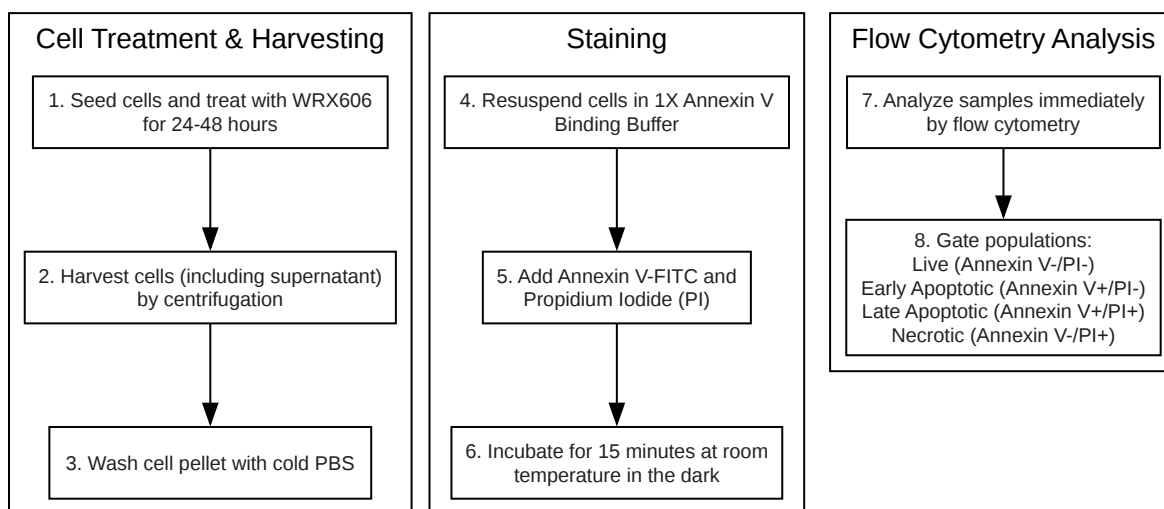 Cell Treatment & Harvesting
1. Seed cells and treat with WRX606
for 24-48 hours
2. Harvest cells (including supernatant)
by centrifugation
3. Wash cell pellet with cold PBS
Staining
4. Resuspend cells in 1X Annexin V
Binding Buffer
5. Add Annexin V-FITC and
Propidium Iodide (PI)
6. Incubate for 15 minutes at room
temperature in the dark
Flow Cytometry Analysis
7. Analyze samples immediately
by flow cytometry
8. Gate populations:
Live (Annexin V-/PI-)
Early Apoptotic (Annexin V+/PI-)
Late Apoptotic (Annexin V+/PI+)
Necrotic (Annexin V-/PI+)